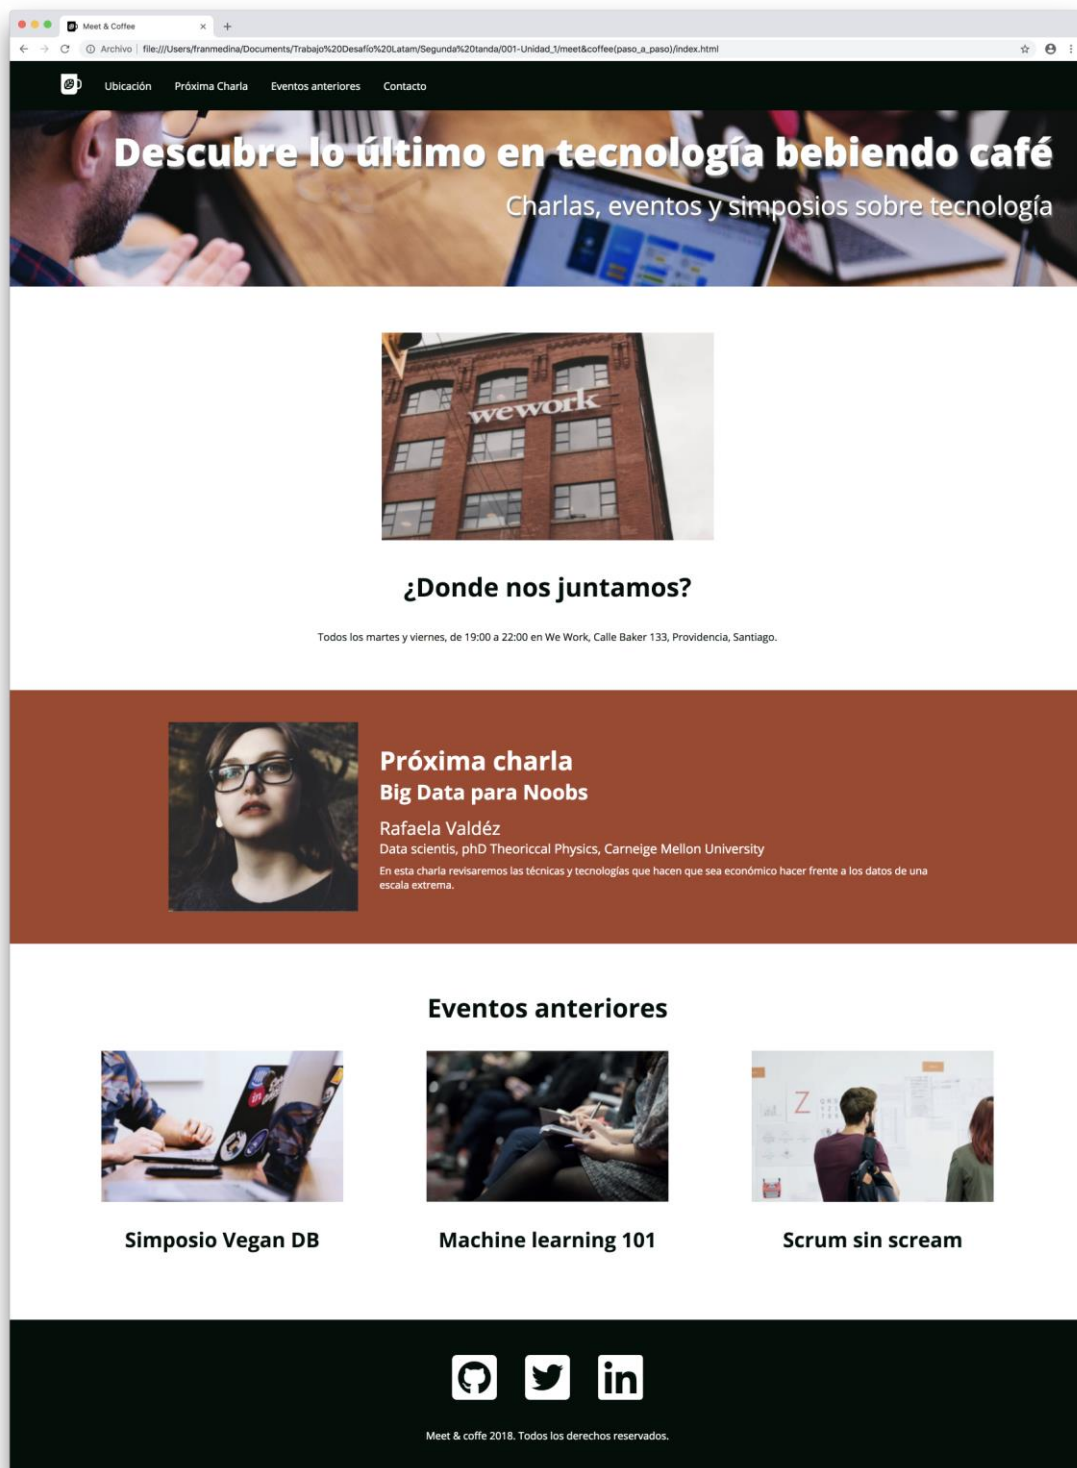 Meet & Coffee
Archivo | file:///Users/franmedina/Documents/Trabajo%20Desafío%20Latam/Segunda%20tanda/001-Unidad_1/meet&coffee(paso_a_paso)/index.html
Ubicación Próxima Charla Eventos anteriores Contacto
Descubre lo último en tecnología bebiendo café
Charlas, eventos y simposios sobre tecnología
wework
¿Donde nos juntamos?
Todos los martes y viernes, de 19:00 a 22:00 en We Work, Calle Baker 133, Providencia, Santiago.
Próxima charla
Big Data para Noobs
Rafaela Valdéz
Data scientis, phD Theoriccal Physics, Carneige Mellon University
En esta charla revisaremos las técnicas y tecnologías que hacen que sea económico hacer frente a los datos de una
escala extrema.
Eventos anteriores
in
Z
Simposio Vegan DB Machine learning 101 Scrum sin scream
in
Meet & coffe 2018. Todos los derechos reservados.